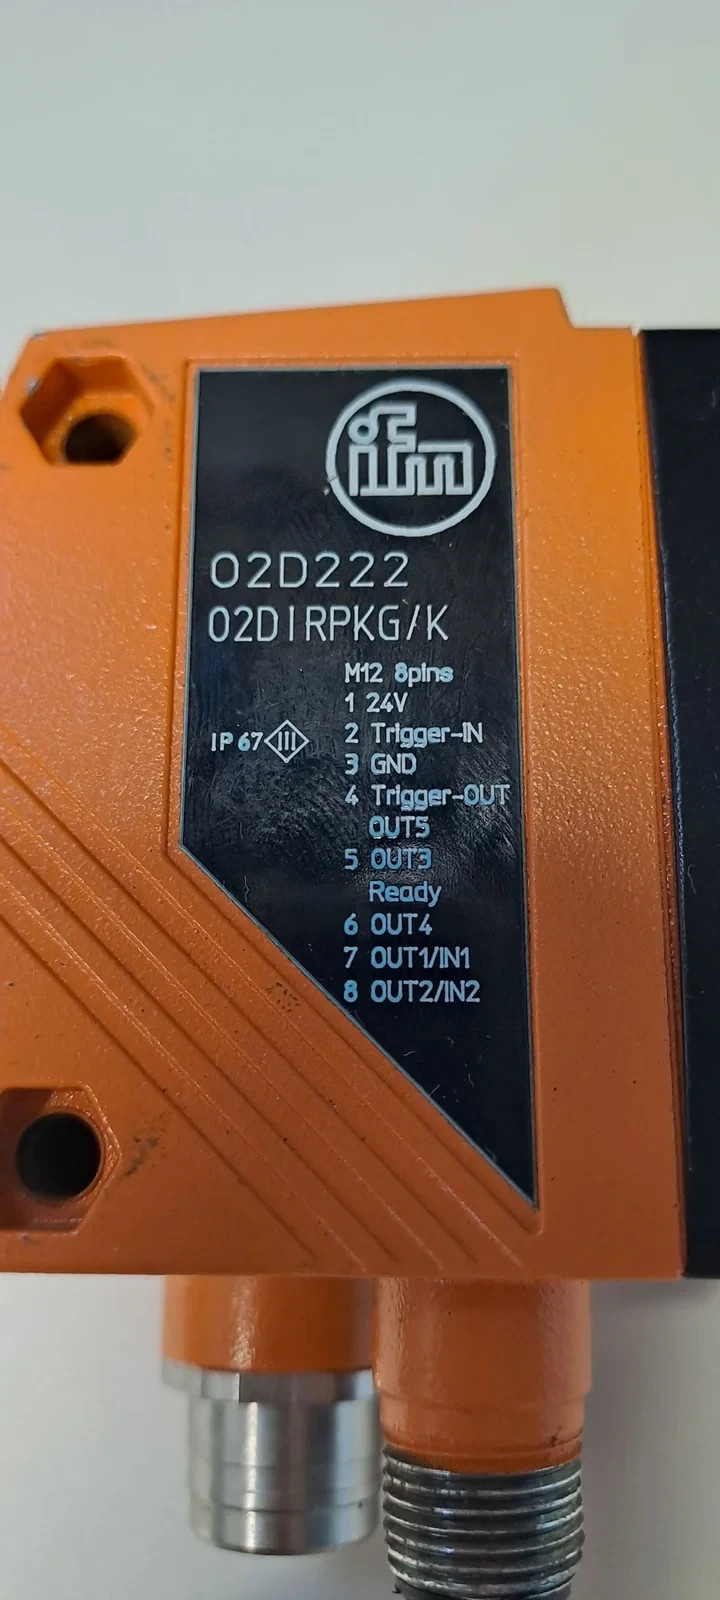 ifm
O2D222
O2DIRPKG/K
M12 8pins
1 24V
IP 67 III
2 Trigger-IN
3 GND
4 Trigger-OUT
OUT5
5 OUT3
Ready
6 OUT4
7 OUT1/IN1
8 OUT2/IN2